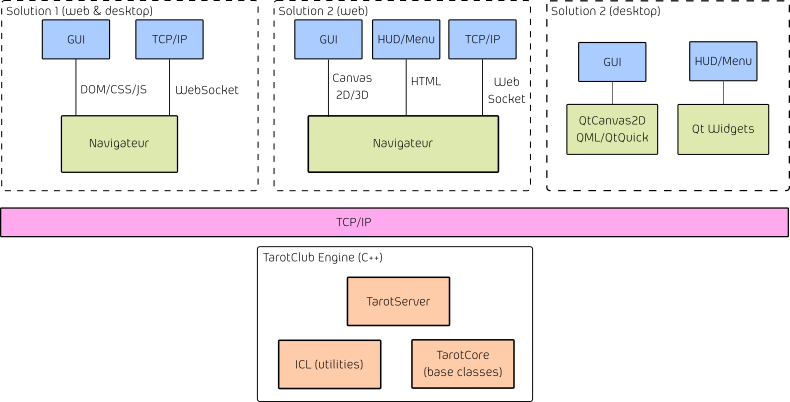 Solution 1 (web & desktop)
GUI
TCP/IP
DOM/CSS/JS
WebSocket
Navigateur
Solution 2 (web)
GUI
HUD/Menu
TCP/IP
Canvas
2D/3D
HTML
Web
Socket
Navigateur
Solution 2 (desktop)
GUI
HUD/Menu
QtCanvas2D
QML/QtQuick
Qt Widgets
TCP/IP
TarotClub Engine (C++)
TarotServer
ICL (utilities)
TarotCore
(base classes)